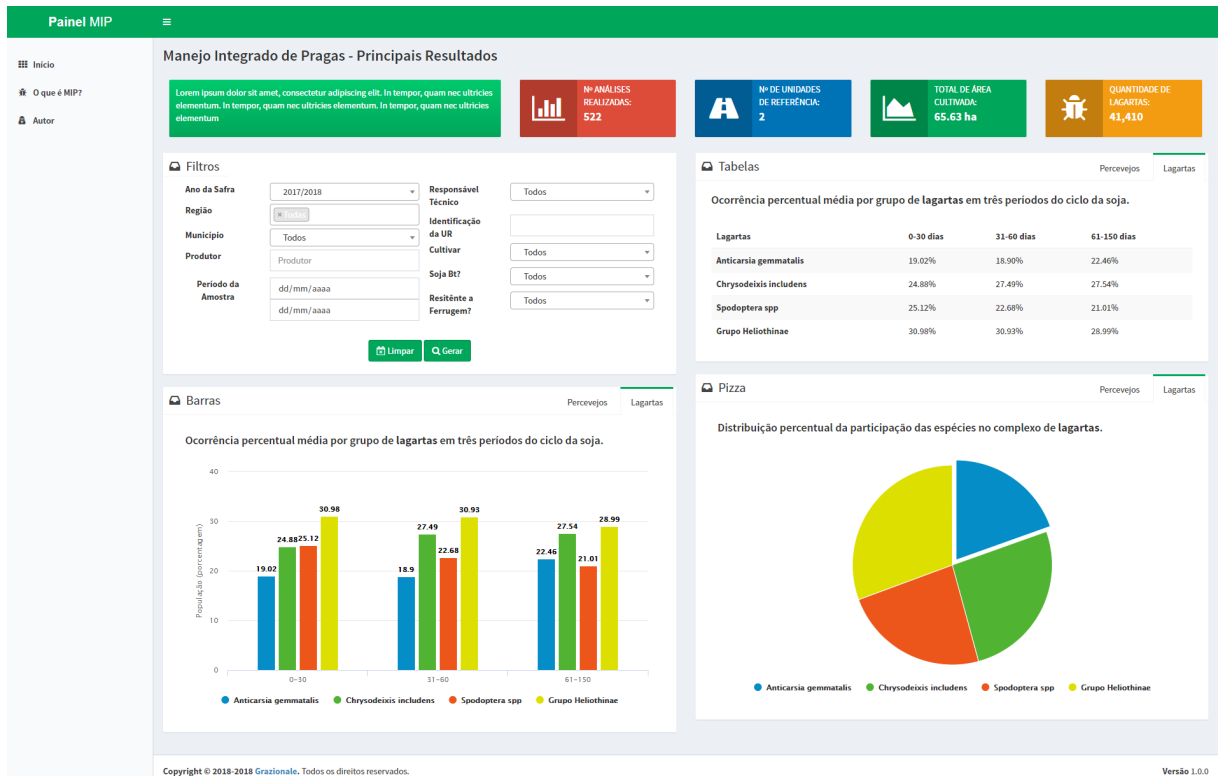 Painel MIP
Início
O que é MIP?
Autor
Manejo Integrado de Pragas - Principais Resultados
Lorem ipsum dolor sit amet, consectetur adipiscing elit. In tempor, quam nec ultricies
elementum. In tempor, quam nec ultricies elementum. In tempor, quam nec ultricies
elementum
Nº ANÁLISES
REALIZADAS:
522
Nº DE UNIDADES
DE REFERÊNCIA:
2
TOTAL DE ÁREA
CULTIVADA:
65.63 ha
QUANTIDADE DE
LAGARTAS:
41,410
Filtros
Ano da Safra
2017/2018
Região
× Todas
Município
Todos
Produtor
Produtor
Período da
Amostra
dd/mm/aaaa
dd/mm/aaaa
Responsável
Técnico
Todos
Identificação
da UR
Cultivar
Todos
Soja Bt?
Todos
Resitênte a
Ferrugem?
Todos
Limpar
Gerar
Tabelas
Percevejos Lagartas
Ocorrência percentual média por grupo de lagartas em três períodos do ciclo da soja.
Lagartas 0-30 dias 31-60 dias 61-150 dias
Anticarsia gemmatalis 19.02% 18.90% 22.46%
Chrysodeixis includens 24.88% 27.49% 27.54%
Spodoptera spp 25.12% 22.68% 21.01%
Grupo Heliothinae 30.98% 30.93% 28.99%
Barras
Percevejos Lagartas
Ocorrência percentual média por grupo de lagartas em três períodos do ciclo da soja.
População (porcentagem)
40
30
20
10
0
19.02 24.88 25.12 30.98
18.9 27.49 22.68 30.93
22.46 27.54 21.01 28.99
0-30 31-60 61-150
Anticarsia gemmatalis Chrysodeixis includens Spodoptera spp Grupo Heliothinae
Pizza
Percevejos Lagartas
Distribuição percentual da participação das espécies no complexo de lagartas.
Anticarsia gemmatalis Chrysodeixis includens Spodoptera spp Grupo Heliothinae
Copyright © 2018-2018 Grazionale. Todos os direitos reservados.
Versão 1.0.0